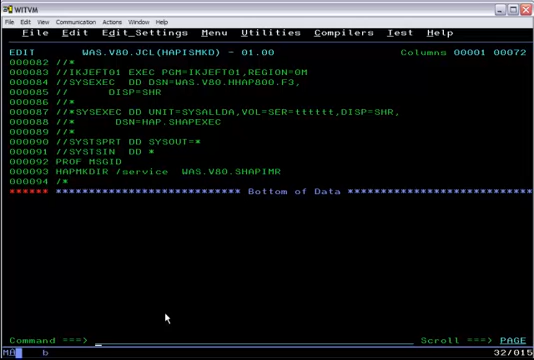 WITVM
File Edit View Communication Actions Window Help
File Edit Edit_Settings Menu Utilities Compilers Test Help
EDIT WAS.V80.JCL(HAPISMKD) - 01.00 Columns 00001 00072
000082 //*
000083 //IKJEFT01 EXEC PGM=IKJEFT01,REGION=0M
000084 //SYSEXEC DD DSN=WAS.V80.HHAP800.F3,
000085 // DISP=SHR
000086 //*
000087 //*SYSEXEC DD UNIT=SYSALLDA,VOL=SER=tttttt,DISP=SHR,
000088 //* DSN=HAP.SHAPEXEC
000089 //*
000090 //SYSTSPRT DD SYSOUT=*
000091 //SYSTSIN DD *
000092 PROF MSGID
000093 HAPMKDIR /service WAS.V80.SHAPIMR
000094 /*
****** **************************** Bottom of Data ****************************
Command ===> Scroll ===> PAGE
b 32/015